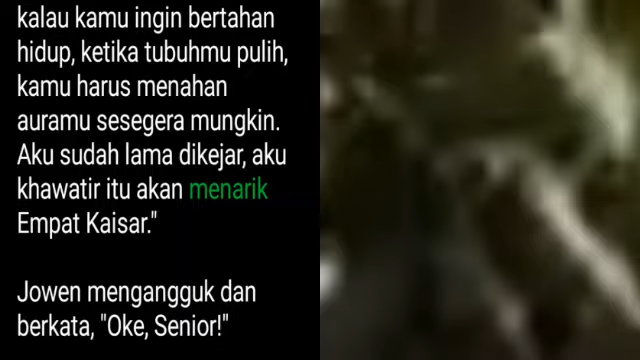 kalau kamu ingin bertahan
hidup, ketika tubuhmu pulih,
kamu harus menahan
auramu sesegera mungkin.
Aku sudah lama dikejar, aku
khawatir itu akan menarik
Empat Kaisar."
Jowen mengangguk dan
berkata, "Oke, Senior!"